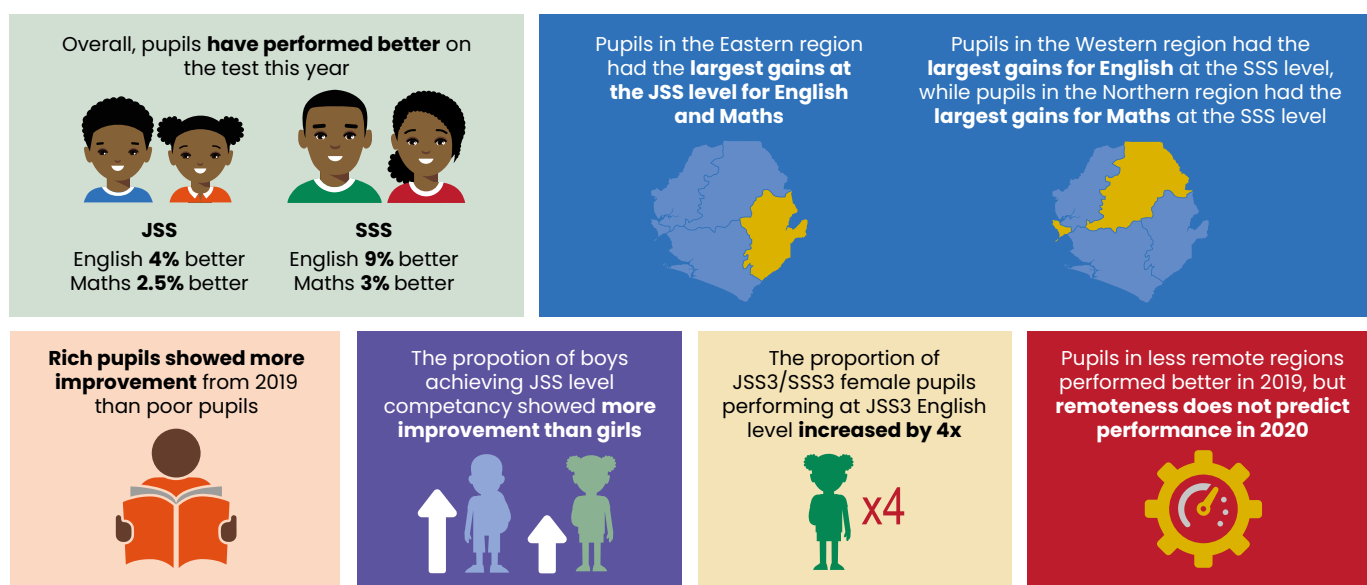 Overall, pupils have performed better on
the test this year
JSS
English 4% better
Maths 2.5% better
SSS
English 9% better
Maths 3% better
Pupils in the Eastern region
had the largest gains at
the JSS level for English
and Maths
Pupils in the Western region had the
largest gains for English at the SSS level,
while pupils in the Northern region had the
largest gains for Maths at the SSS level
Rich pupils showed more
improvement from 2019
than poor pupils
The propotion of boys
achieving JSS level
competancy showed more
improvement than girls
The proportion of
JSS3/SSS3 female pupils
performing at JSS3 English
level increased by 4x
x4
Pupils in less remote regions
performed better in 2019, but
remoteness does not predict
performance in 2020